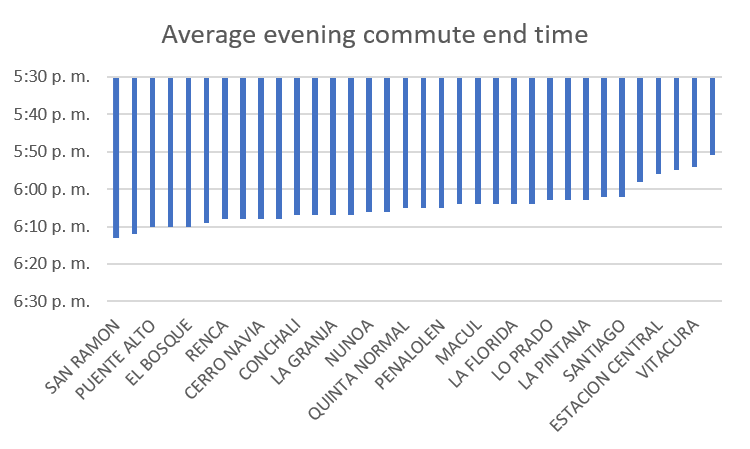 Average evening commute end time
5:30 p. m.
5:40 p. m.
5:50 p. m.
6:00 p. m.
6:10 p. m.
6:20 p. m.
6:30 p. m.
SAN RAMON
PUENTE ALTO
EL BOSQUE
RENCA
CERRO NAVIA
CONCHALI
LA GRANJA
NUNOA
QUINTA NORMAL
PENALOLEN
MACUL
LA FLORIDA
LO PRADO
LA PINTANA
SANTIAGO
ESTACION CENTRAL
VITACURA